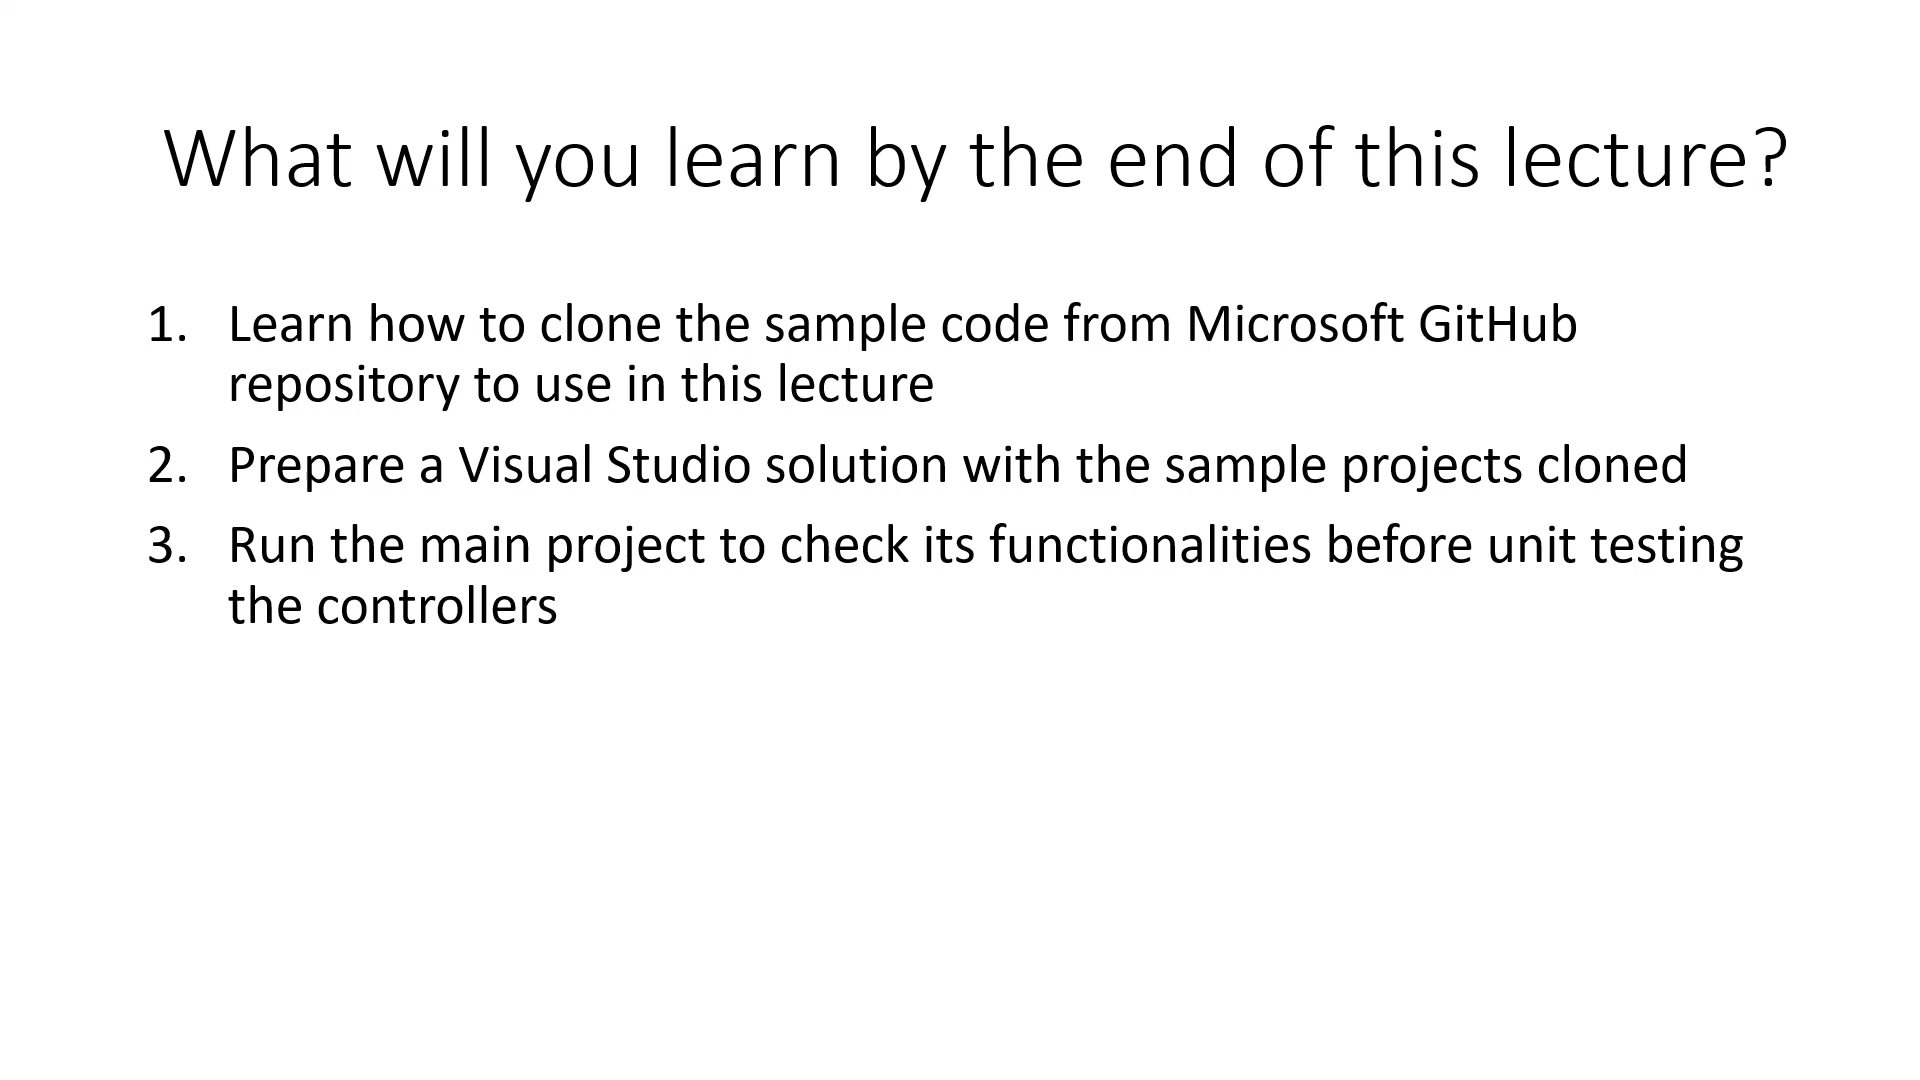 What will you learn by the end of this lecture?
1. Learn how to clone the sample code from Microsoft GitHub
repository to use in this lecture
2. Prepare a Visual Studio solution with the sample projects cloned
3. Run the main project to check its functionalities before unit testing
the controllers